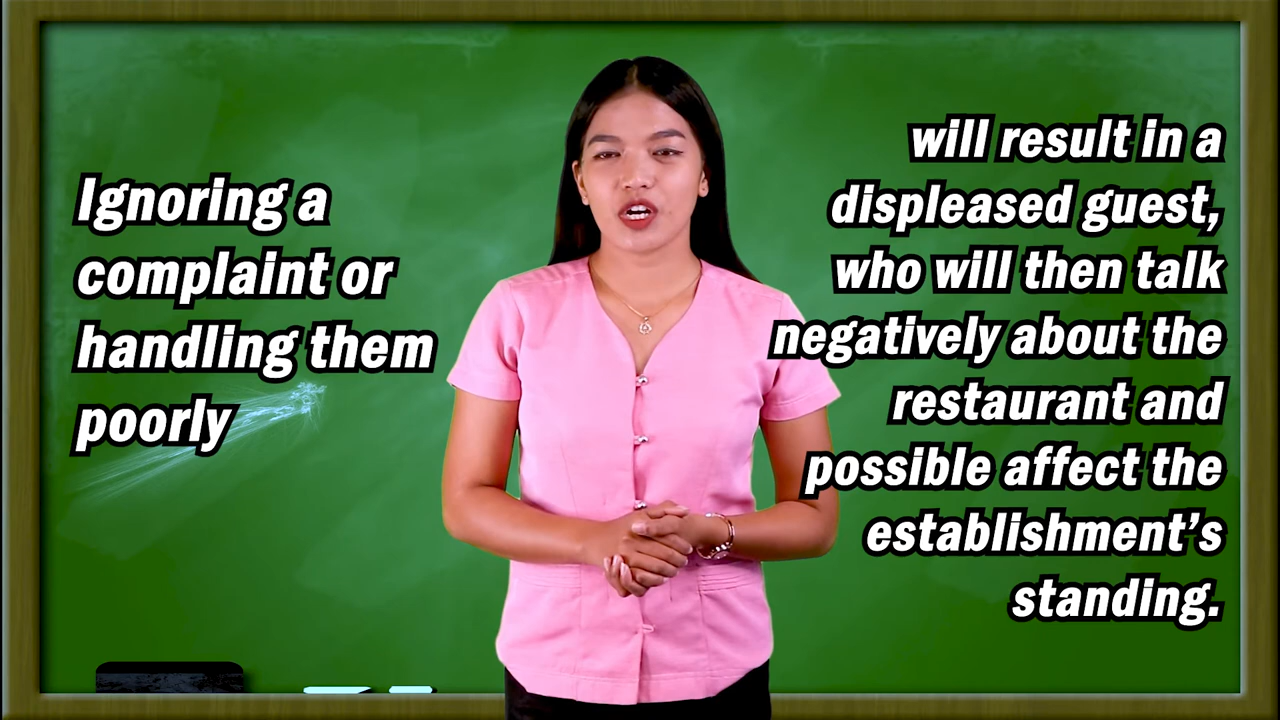 Ignoring a
complaint or
handling them
poorly
will result in a
displeased guest,
who will then talk
negatively about the
restaurant and
possible affect the
establishment's
standing.